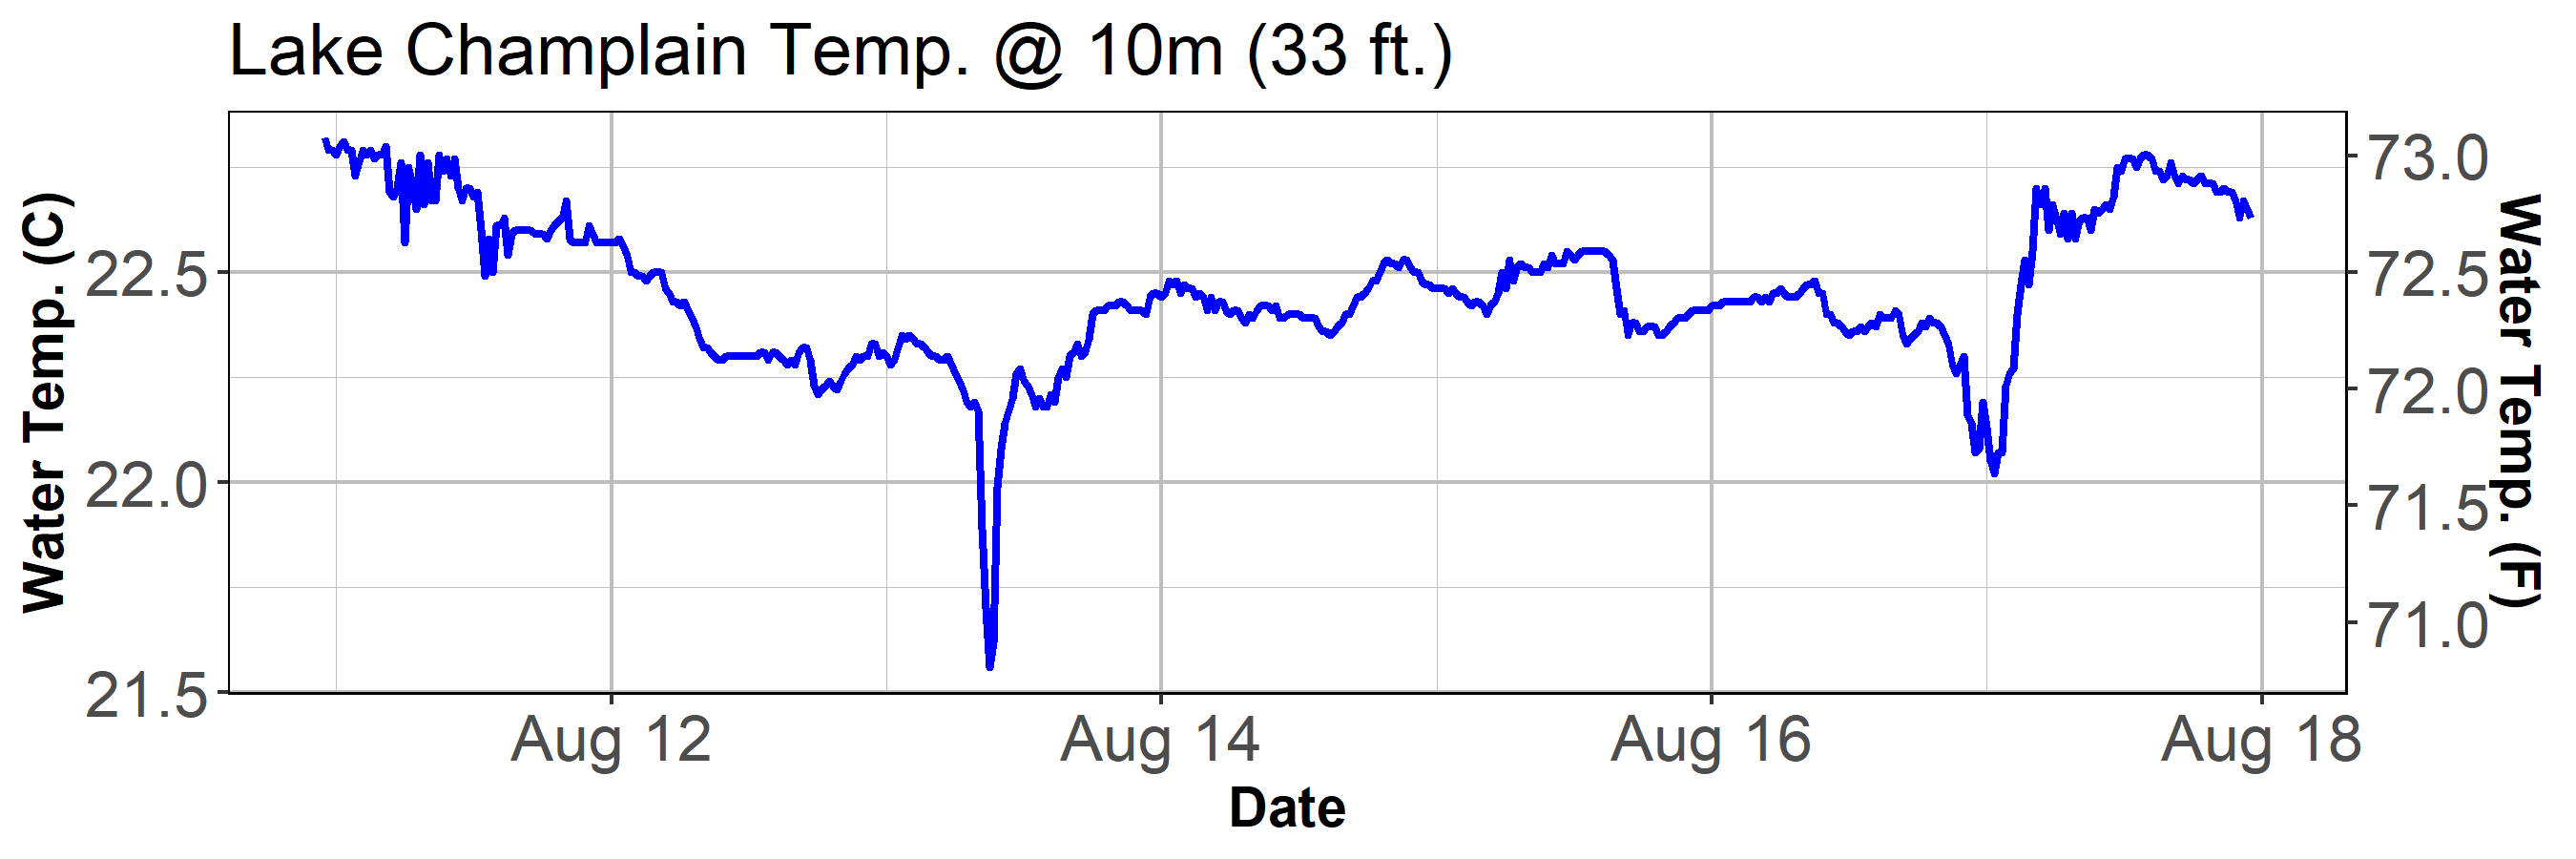 Lake Champlain Temp. @ 10m (33 ft.)
Water Temp. (C)
22.5
22.0
21.5
73.0
72.5
72.0
71.5
71.0
Water Temp. (F)
Aug 12 Aug 14 Aug 16 Aug 18
Date